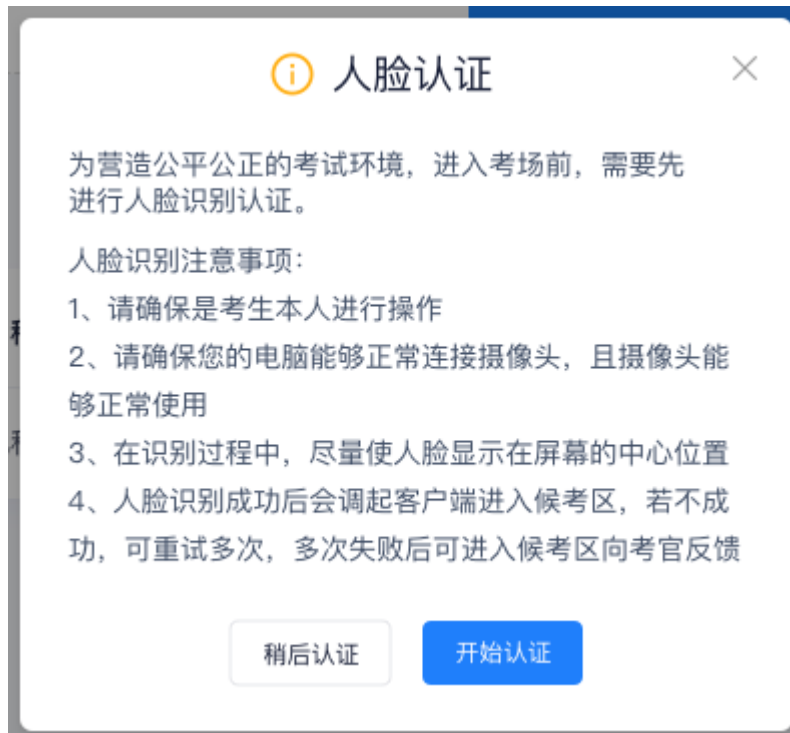 人脸认证
为营造公平公正的考试环境，进入考场前，需要先
进行人脸识别认证。
人脸识别注意事项：
1、请确保是考生本人进行操作
2、请确保您的电脑能够正常连接摄像头，且摄像头能
够正常使用
3、在识别过程中，尽量使人脸显示在屏幕的中心位置
4、人脸识别成功后会调起客户端进入候考区，若不成
功，可重试多次，多次失败后可进入候考区向考官反馈
稍后认证
开始认证